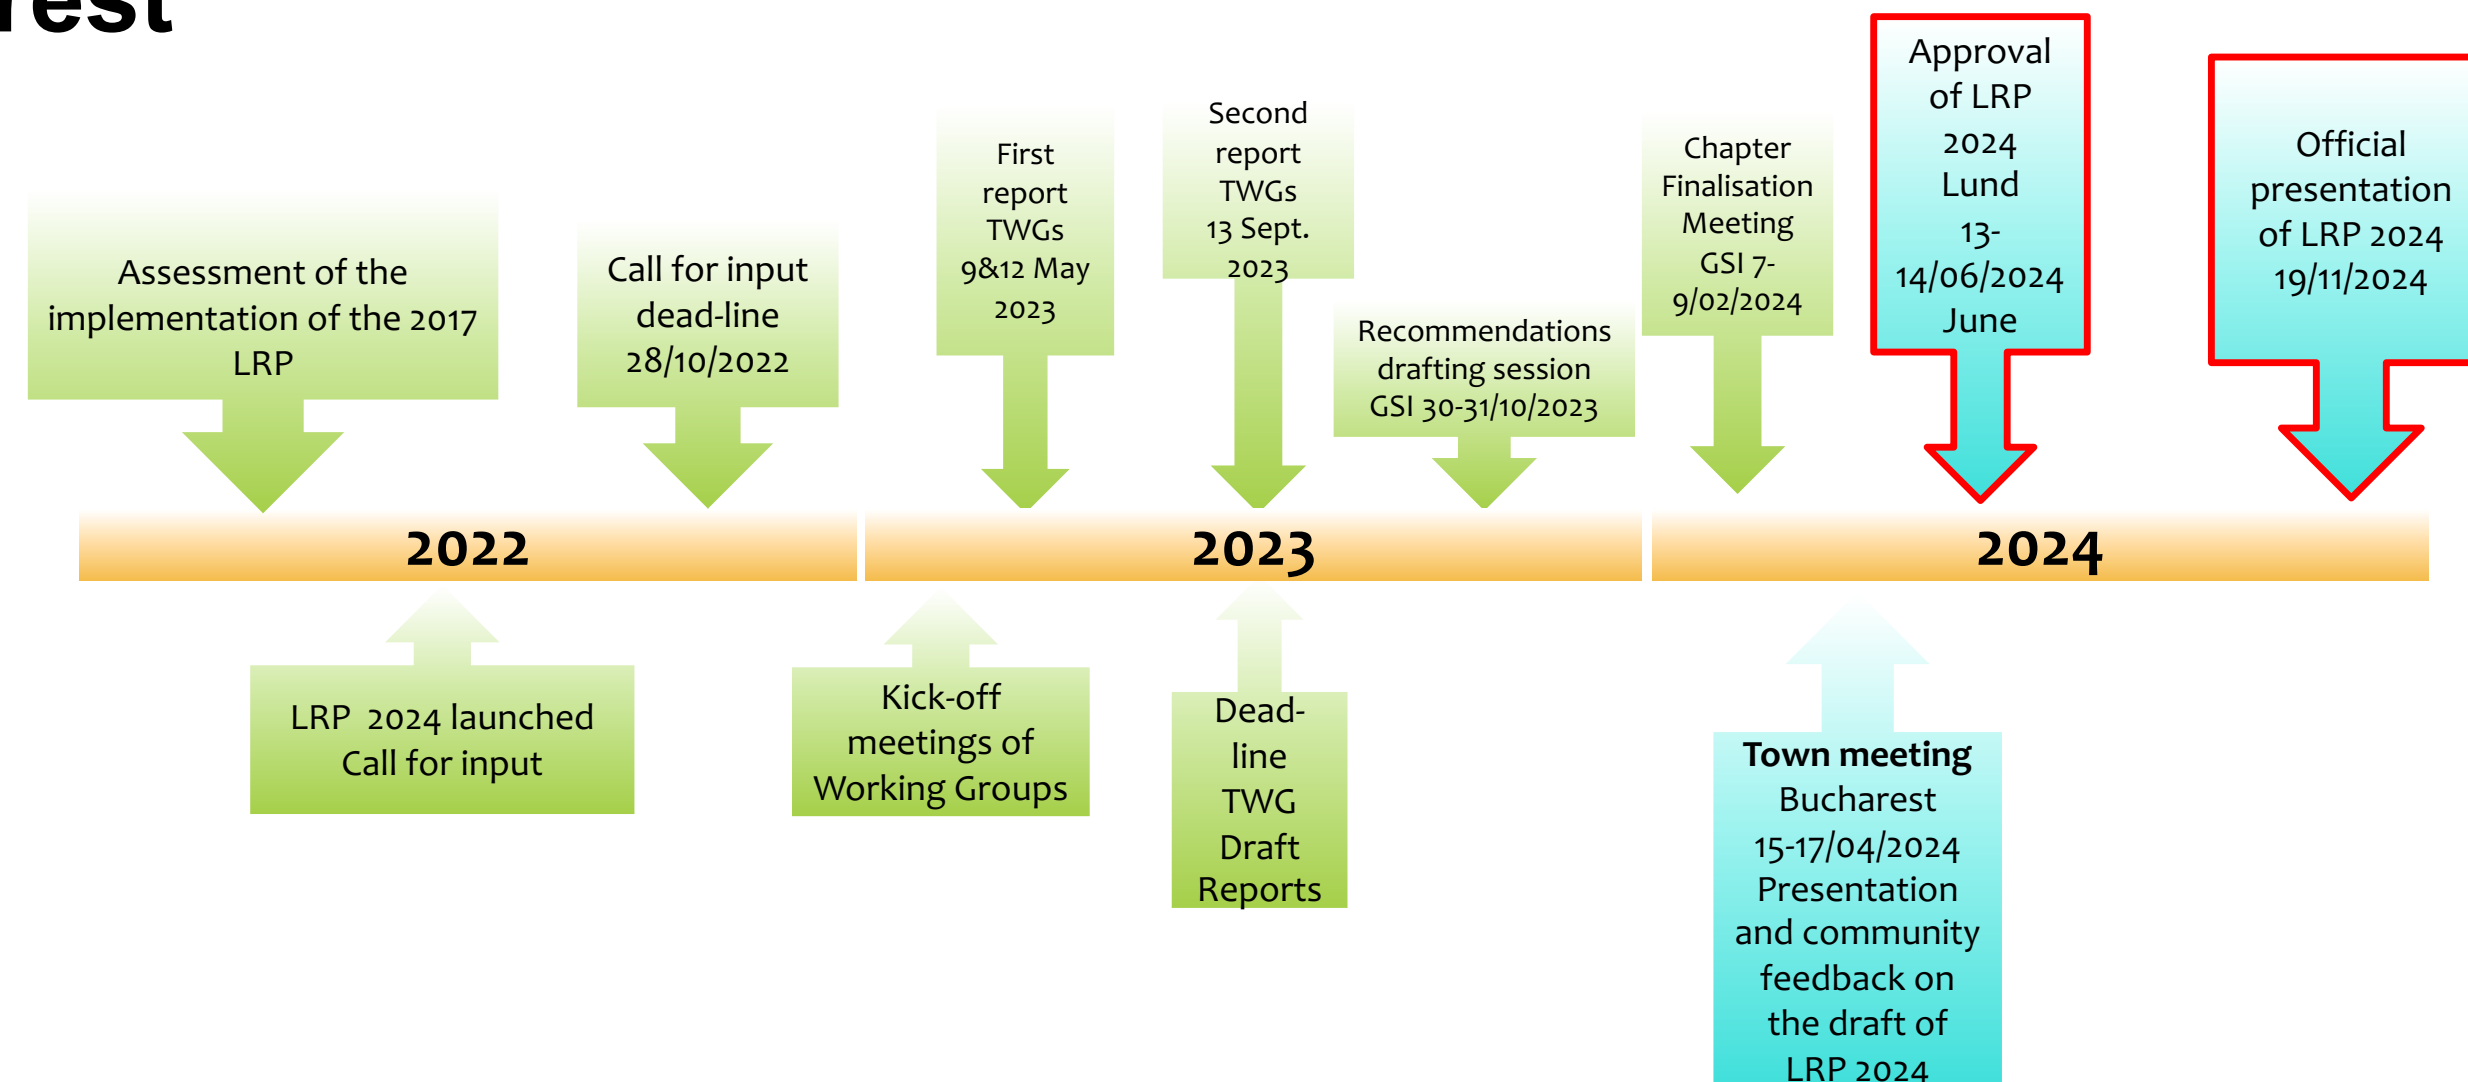 rest
Assessment of the
implementation of the 2017
LRP
Call for input
dead-line
28/10/2022
First
report
TWGs
9&12 May
2023
Second
report
TWGs
13 Sept.
2023
Recommendations
drafting session
GSI 30-31/10/2023
Chapter
Finalisation
Meeting
GSI 7-
9/02/2024
Approval
of LRP
2024
Lund
13-
14/06/2024
June
Official
presentation
of LRP 2024
19/11/2024
2022
2023
2024
LRP 2024 launched
Call for input
Kick-off
meetings of
Working Groups
Dead-
line
TWG
Draft
Reports
Town meeting
Bucharest
15-17/04/2024
Presentation
and community
feedback on
the draft of
LRP 2024